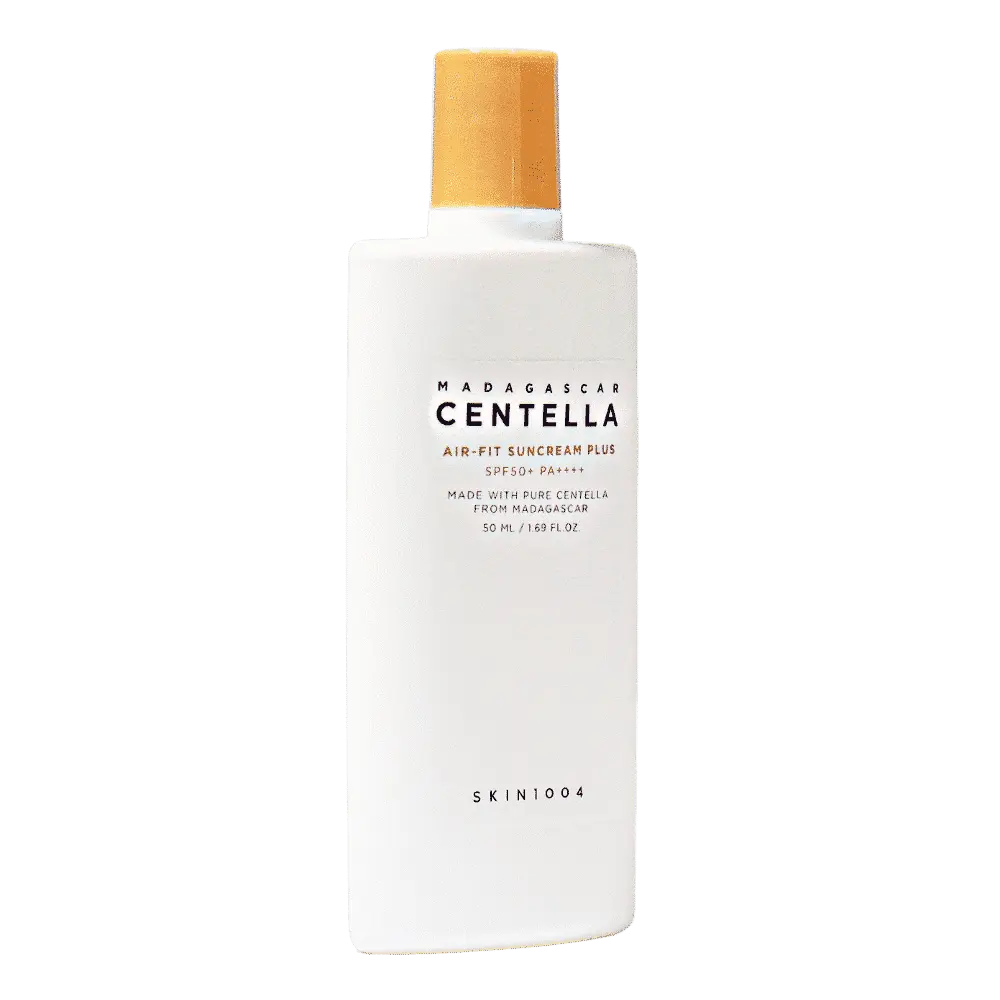 MADAGASCAR
CENTELLA
AIR-FIT SUNCREAM PLUS
SPF50+ PA++++
MADE WITH PURE CENTELLA
FROM MADAGASCAR
50 ML / 1.69 FL.OZ.
SKIN1004